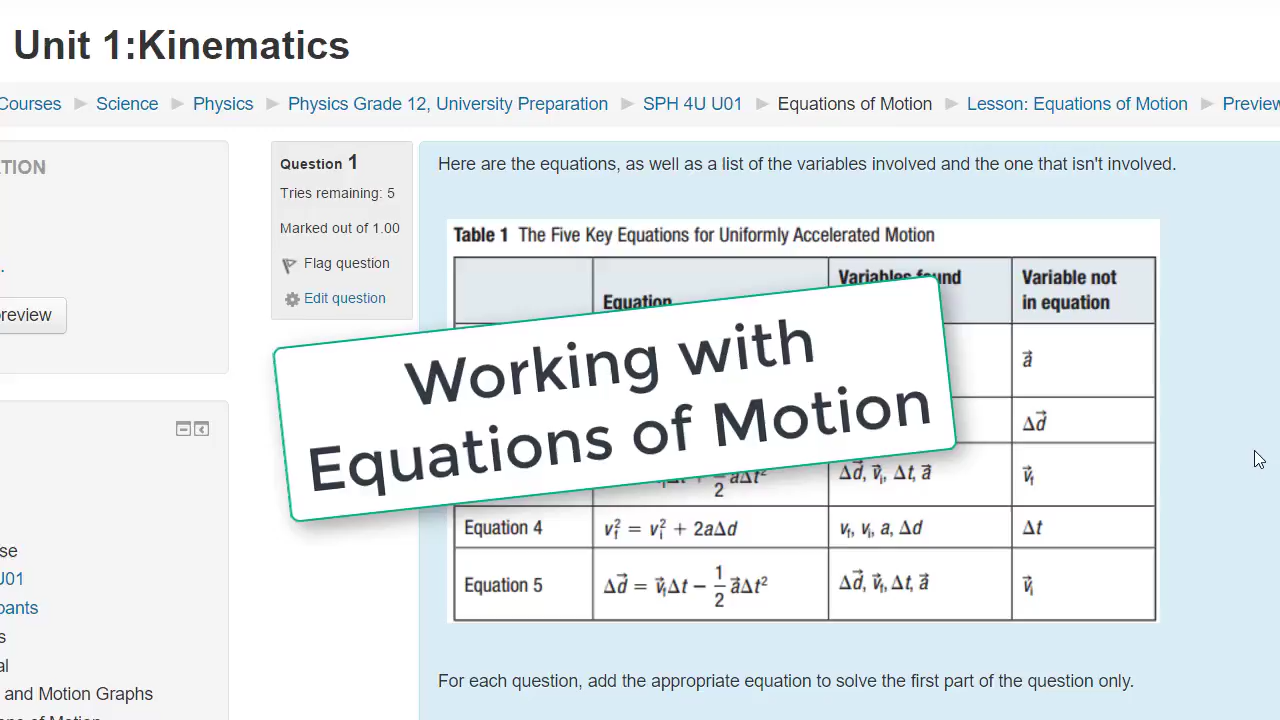 Unit 1:Kinematics
Courses ▶ Science ▶ Physics ▶ Physics Grade 12, University Preparation ▶ SPH 4U U01 ▶ Equations of Motion ▶ Lesson: Equations of Motion ▶ Preview
TION
.
review
Question 1
Tries remaining: 5
Marked out of 1.00
Flag question
Edit question
Here are the equations, as well as a list of the variables involved and the one that isn't involved.
Table 1 The Five Key Equations for Uniformly Accelerated Motion
Equation
Variables found
Variable not
in equation
a⃗
Δd⃗
Working with
Equations of Motion
Δd⃗, v⃗ᵢ, Δt, a⃗
v⃗f
Equation 4 vf² = vᵢ² + 2aΔd vf, vᵢ, a, Δd Δt
Equation 5 Δd⃗ = v⃗fΔt − 1/2 a⃗Δt² Δd⃗, v⃗f, Δt, a⃗ v⃗ᵢ
For each question, add the appropriate equation to solve the first part of the question only.
se
U01
pants
s
al
and Motion Graphs